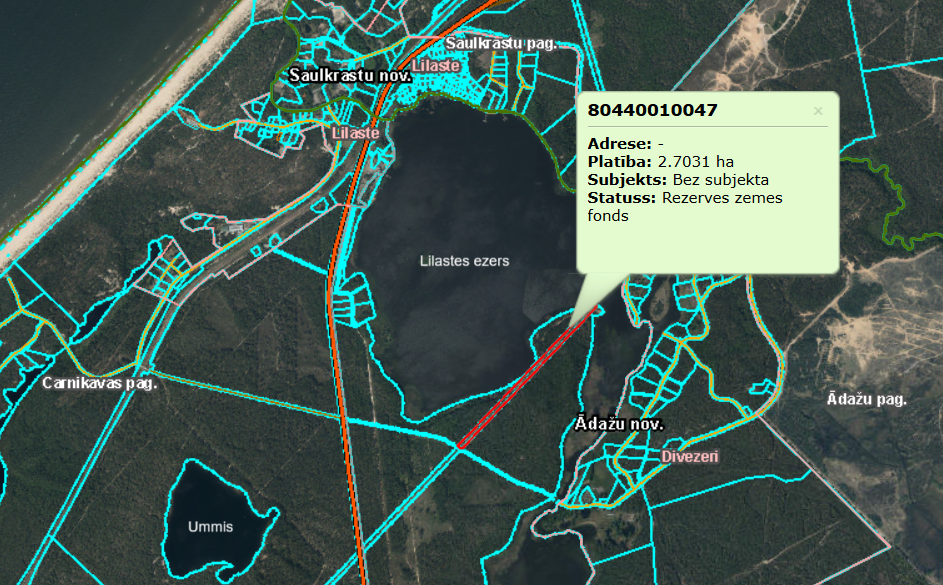 Saulkrastu pag.
Lilaste
Saulkrastu nov.
Lilaste
80440010047 ×
Adrese: -
Platība: 2.7031 ha
Subjekts: Bez subjekta
Statuss: Rezerves zemes
fonds
Lilastes ezers
Carnikavas pag.
Ādažu pag.
Ādažu nov.
Divezeri
Ummis